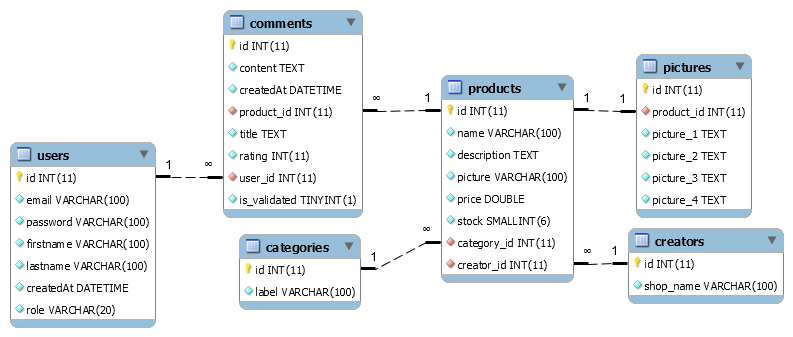 comments
id INT(11)
content TEXT
createdAt DATETIME
product_id INT(11)
title TEXT
rating INT(11)
user_id INT(11)
is_validated TINYINT(1)
users
id INT(11)
email VARCHAR(100)
password VARCHAR(100)
firstname VARCHAR(100)
lastname VARCHAR(100)
createdAt DATETIME
role VARCHAR(20)
1
∞
categories
id INT(11)
label VARCHAR(100)
1
∞
∞
1
products
id INT(11)
name VARCHAR(100)
description TEXT
picture VARCHAR(100)
price DOUBLE
stock SMALLINT(6)
category_id INT(11)
creator_id INT(11)
1
1
pictures
id INT(11)
product_id INT(11)
picture_1 TEXT
picture_2 TEXT
picture_3 TEXT
picture_4 TEXT
∞
1
creators
id INT(11)
shop_name VARCHAR(100)